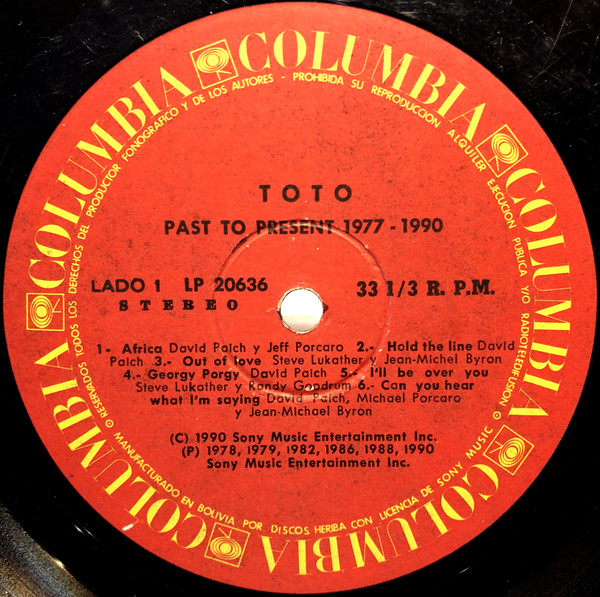 COLUMBIA COLUMBIA COLUMBIA COLUMBIA COLUMBIA COLUMBIA COLUMBIA
® RESERVADOS TODOS LOS DERECHOS DEL PRODUCTOR FONOGRAFICO Y DE LOS AUTORES - PROHIBIDA SU REPRODUCCION ALQUILER EJECUCION PUBLICA Y/O RADIOTELEDIFUSION ®
TOTO
PAST TO PRESENT 1977 - 1990
LADO 1 LP 20636
STEREO
33 1/3 R. P.M.
1- Africa David Paich y Jeff Porcaro 2.- Hold the line David
Paich 3.- Out of love Steve Lukather y Jean-Michel Byron
4.- Georgy Porgy David Paich 5.- I'll be over you
Steve Lukather y Randy Goodrum 6.- Can you hear
what I'm saying David Paich, Michael Porcaro
y Jean-Michael Byron
(C) 1990 Sony Music Entertainment Inc.
(P) 1978, 1979, 1982, 1986, 1988, 1990
Sony Music Entertainment Inc.
MANUFACTURADO EN BOLIVIA POR DISCOS HERIBA CON LICENCIA DE SONY MUSIC